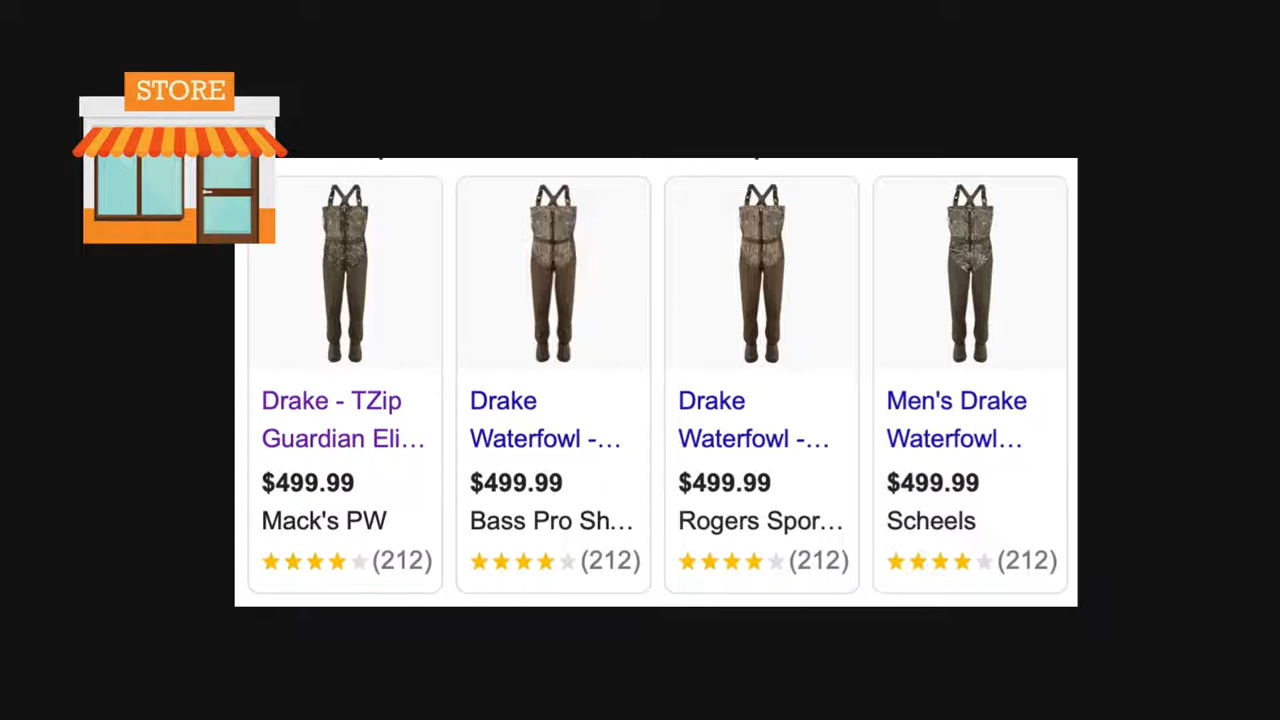 STORE
Drake - TZip
Guardian Eli...
$499.99
Mack's PW
(212)
Drake
Waterfowl -...
$499.99
Bass Pro Sh...
(212)
Drake
Waterfowl -...
$499.99
Rogers Spor...
(212)
Men's Drake
Waterfowl...
$499.99
Scheels
(212)